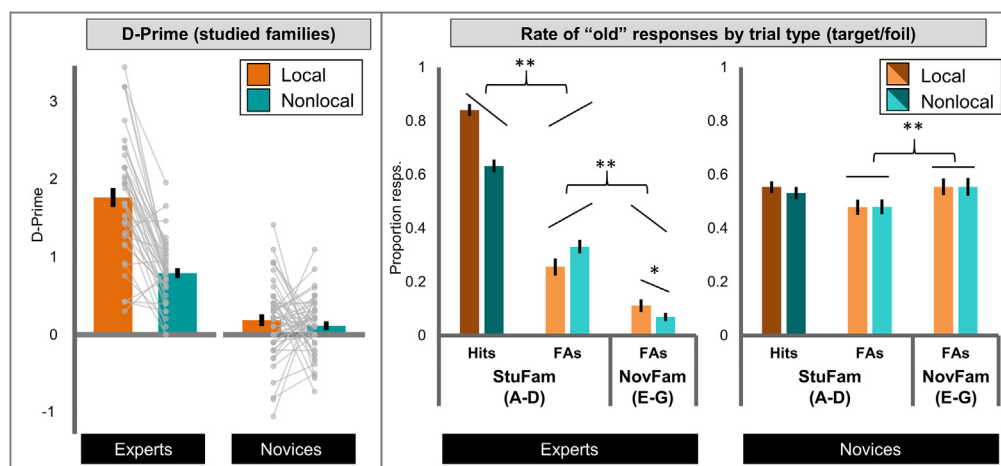 D-Prime (studied families)
Local
Nonlocal
D-Prime
3
2
1
0
-1
Experts
Novices
Rate of “old” responses by trial type (target/foil)
Proportion resps.
1
0.8
0.6
0.4
0.2
0
**
**
*
Hits
FAs
FAs
StuFam
(A-D)
NovFam
(E-G)
Experts
1
0.8
0.6
0.4
0.2
0
Local
Nonlocal
**
Hits
FAs
FAs
StuFam
(A-D)
NovFam
(E-G)
Novices